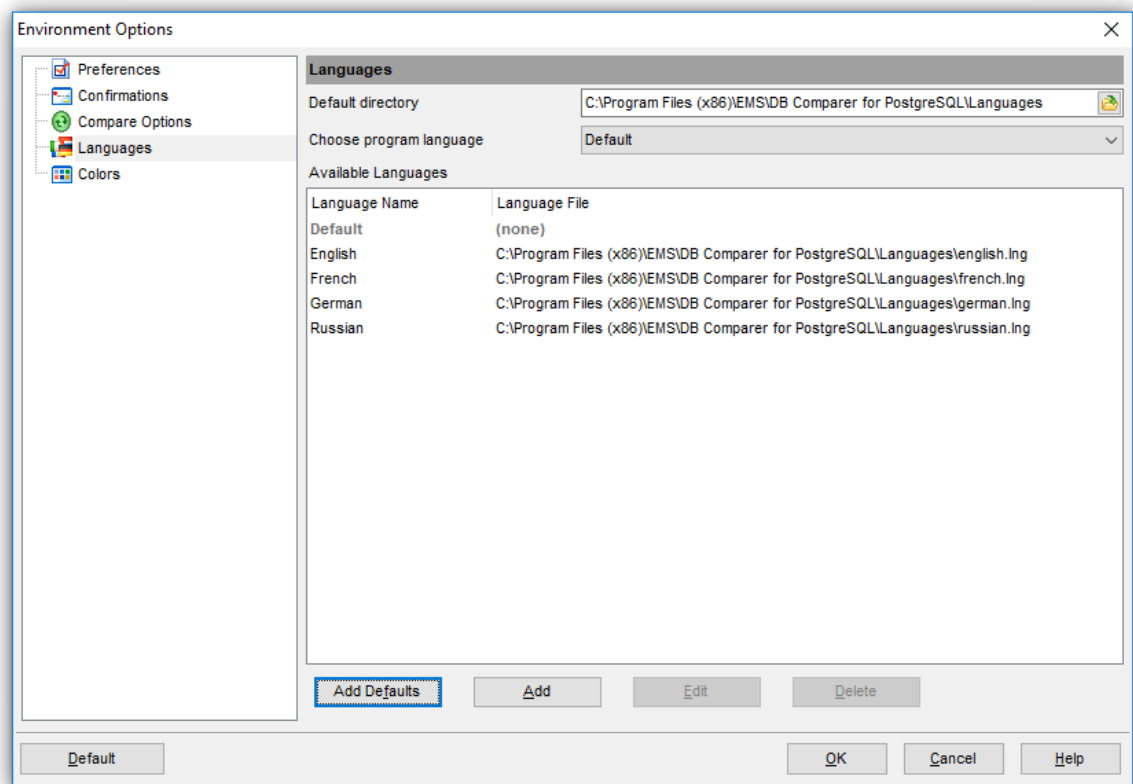 Environment Options
Preferences
Confirmations
Compare Options
Languages
Colors
Languages
Default directory C:\Program Files (x86)\EMS\DB Comparer for PostgreSQL\Languages
Choose program language Default
Available Languages
Language Name Language File
Default (none)
English C:\Program Files (x86)\EMS\DB Comparer for PostgreSQL\Languages\english.lng
French C:\Program Files (x86)\EMS\DB Comparer for PostgreSQL\Languages\french.lng
German C:\Program Files (x86)\EMS\DB Comparer for PostgreSQL\Languages\german.lng
Russian C:\Program Files (x86)\EMS\DB Comparer for PostgreSQL\Languages\russian.lng
Add Defaults Add Edit Delete
Default OK Cancel Help